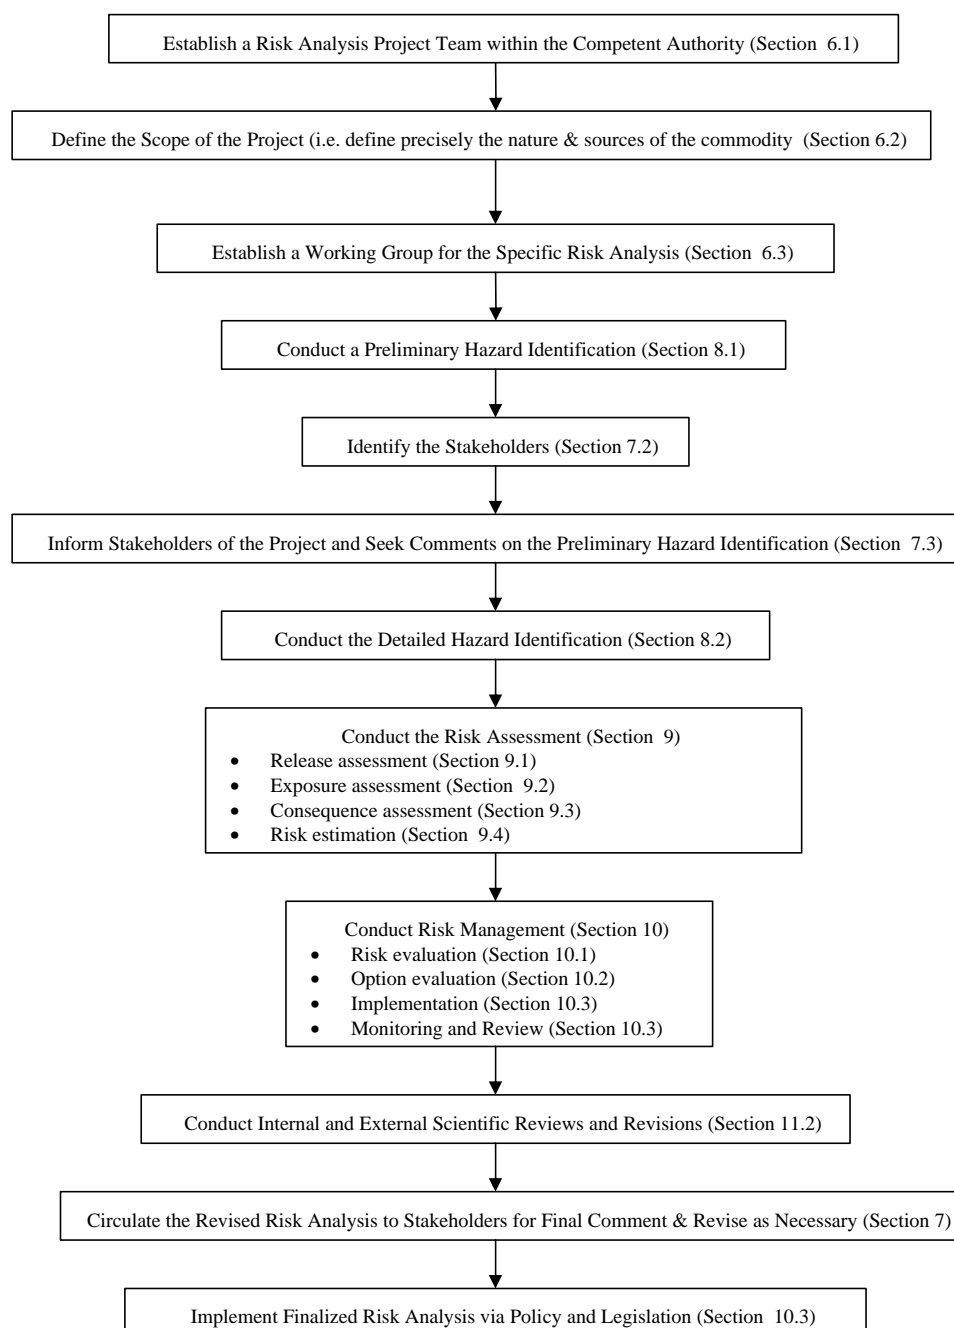 Establish a Risk Analysis Project Team within the Competent Authority (Section 6.1)
Define the Scope of the Project (i.e. define precisely the nature & sources of the commodity (Section 6.2)
Establish a Working Group for the Specific Risk Analysis (Section 6.3)
Conduct a Preliminary Hazard Identification (Section 8.1)
Identify the Stakeholders (Section 7.2)
Inform Stakeholders of the Project and Seek Comments on the Preliminary Hazard Identification (Section 7.3)
Conduct the Detailed Hazard Identification (Section 8.2)
Conduct the Risk Assessment (Section 9)
• Release assessment (Section 9.1)
• Exposure assessment (Section 9.2)
• Consequence assessment (Section 9.3)
• Risk estimation (Section 9.4)
Conduct Risk Management (Section 10)
• Risk evaluation (Section 10.1)
• Option evaluation (Section 10.2)
• Implementation (Section 10.3)
• Monitoring and Review (Section 10.3)
Conduct Internal and External Scientific Reviews and Revisions (Section 11.2)
Circulate the Revised Risk Analysis to Stakeholders for Final Comment & Revise as Necessary (Section 7)
Implement Finalized Risk Analysis via Policy and Legislation (Section 10.3)